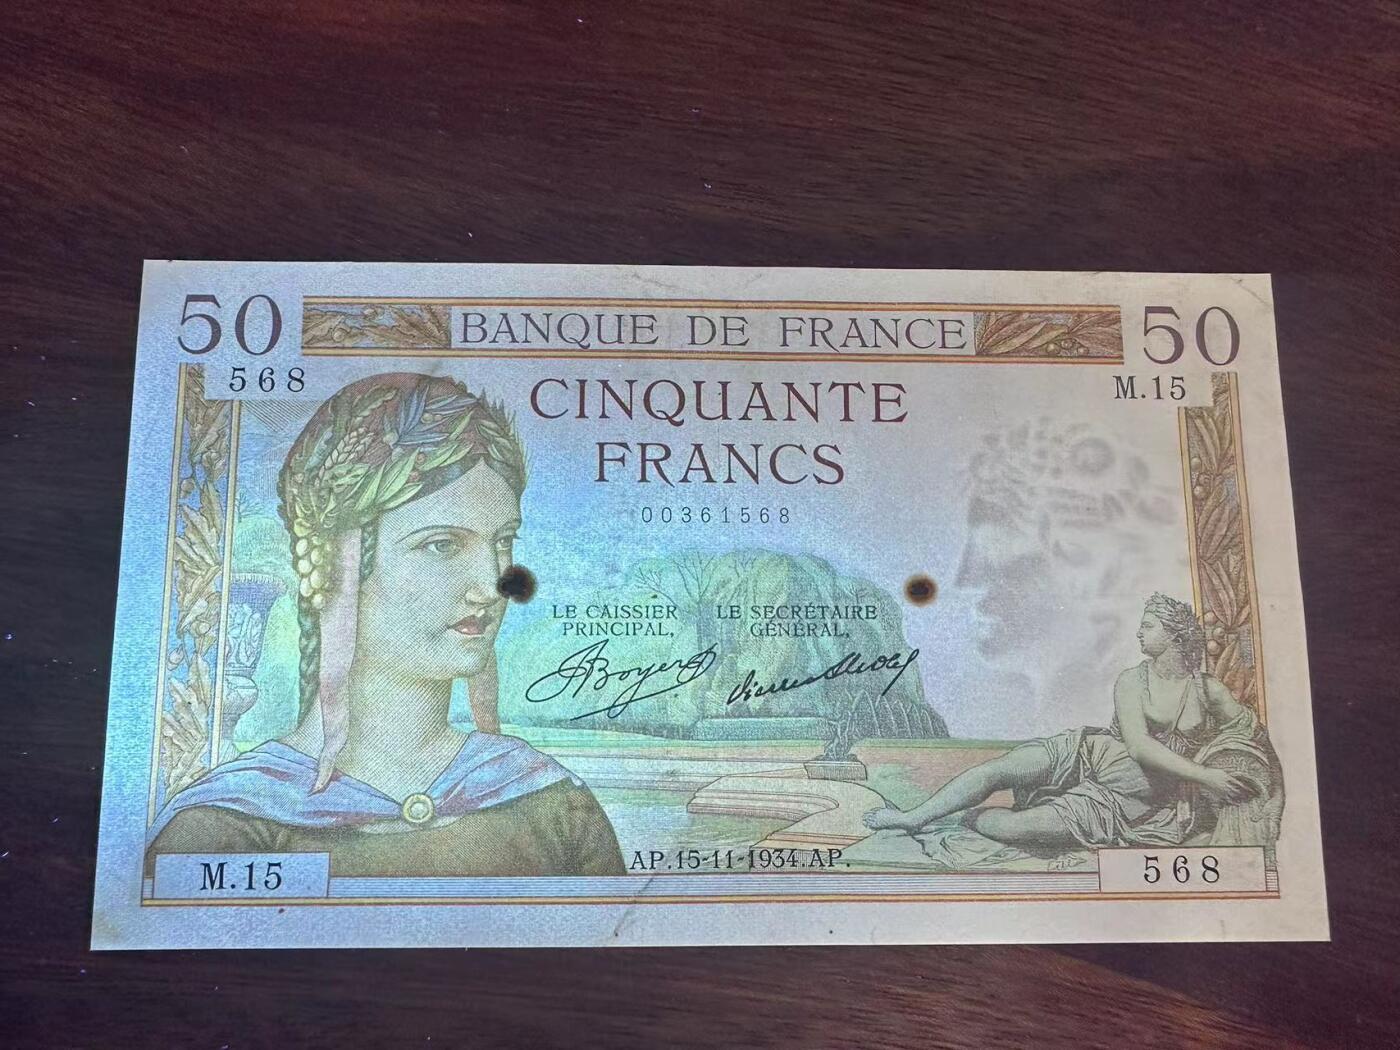 50 BANQUE DE FRANCE 50
568 M.15
CINQUANTE
FRANCS
00361568
LE CAISSIER LE SECRÉTAIRE
PRINCIPAL, GÉNÉRAL,
JBoyer
AP.15-11-1934.AP.
M.15 568